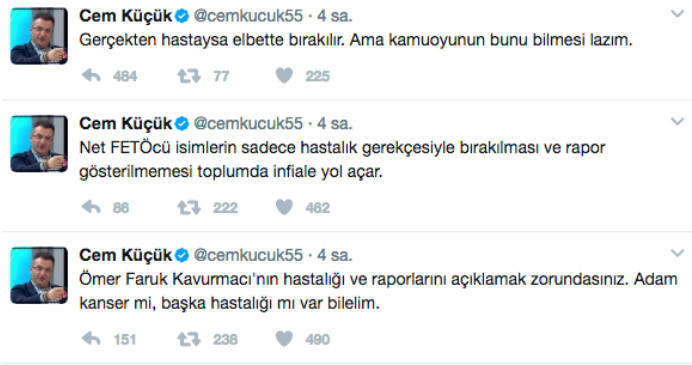 Cem Küçük @cemkucuk55 · 4 sa.
Gerçekten hastaysa elbette bırakılır. Ama kamuoyunun bunu bilmesi lazım.
484 77 225
Cem Küçük @cemkucuk55 · 4 sa.
Net FETÖcü isimlerin sadece hastalık gerekçesiyle bırakılması ve rapor
gösterilmemesi toplumda infiale yol açar.
86 222 462
Cem Küçük @cemkucuk55 · 4 sa.
Ömer Faruk Kavurmacı'nın hastalığı ve raporlarını açıklamak zorundasınız. Adam
kanser mi, başka hastalığı mı var bilelim.
151 238 490